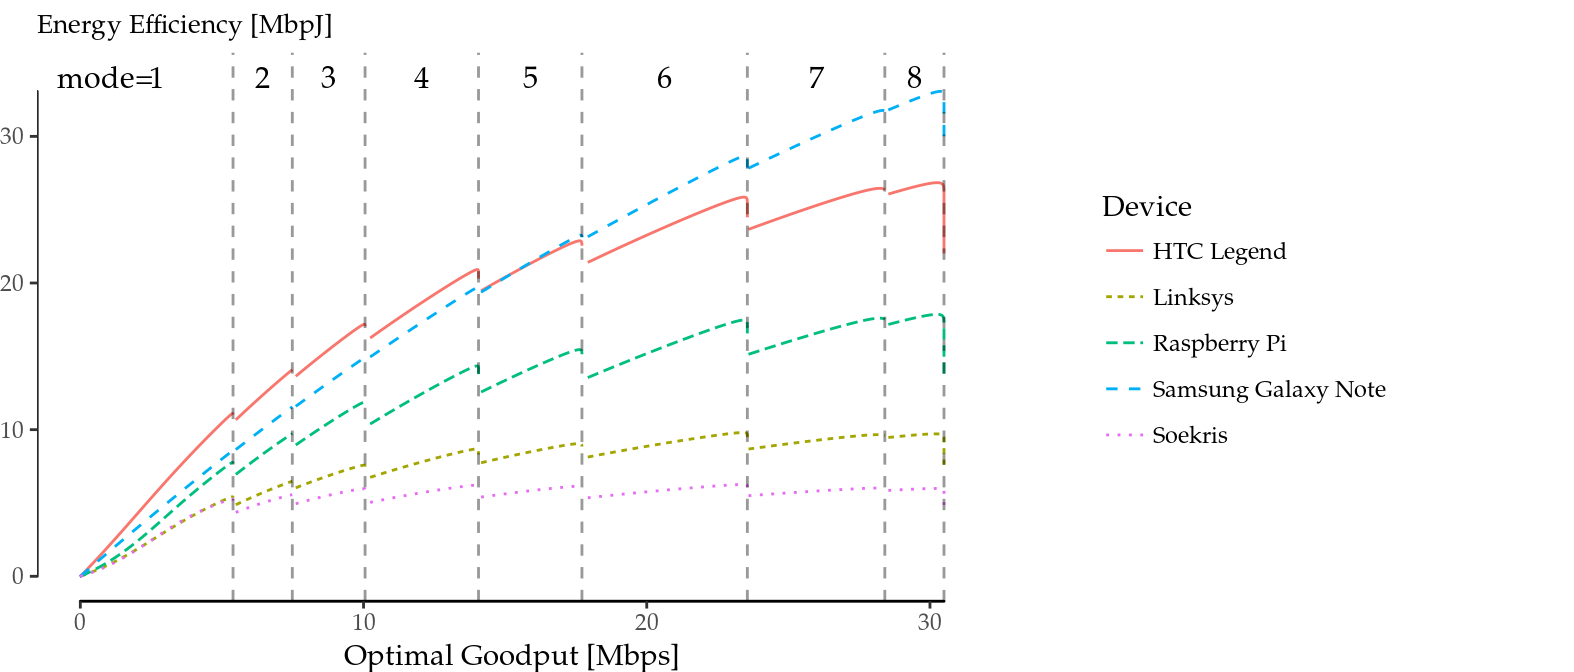 Energy Efficiency [MbpJ]
mode=1 2 3 4 5 6 7 8
30
20
10
0
0 10 20 30
Optimal Goodput [Mbps]
Device
HTC Legend
Linksys
Raspberry Pi
Samsung Galaxy Note
Soekris